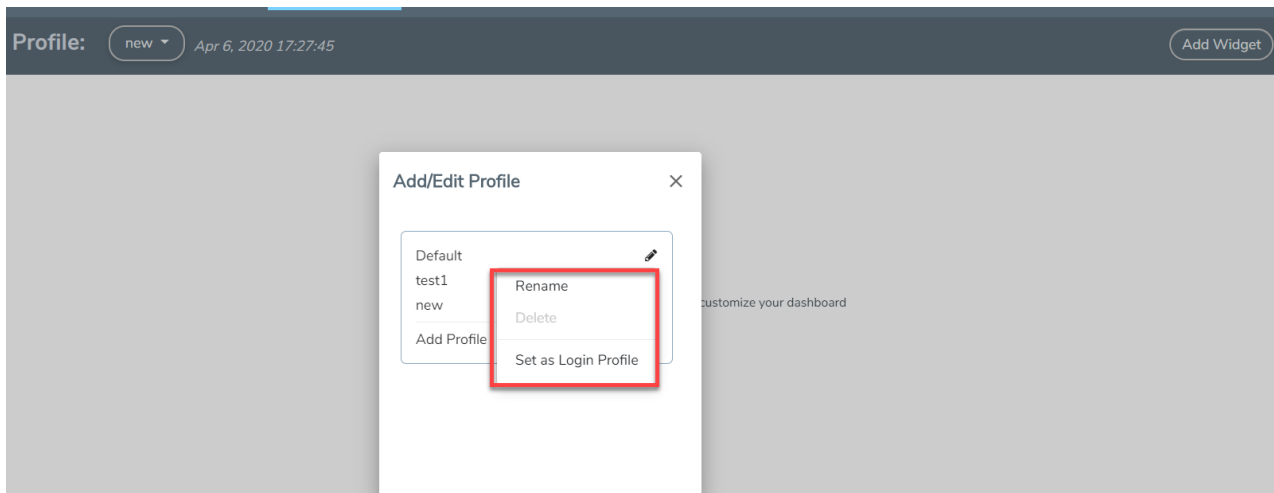 Profile:
new
Apr 6, 2020 17:27:45
Add Widget
Add/Edit Profile
Default
test1
new
Add Profile
Rename
Delete
Set as Login Profile
customize your dashboard